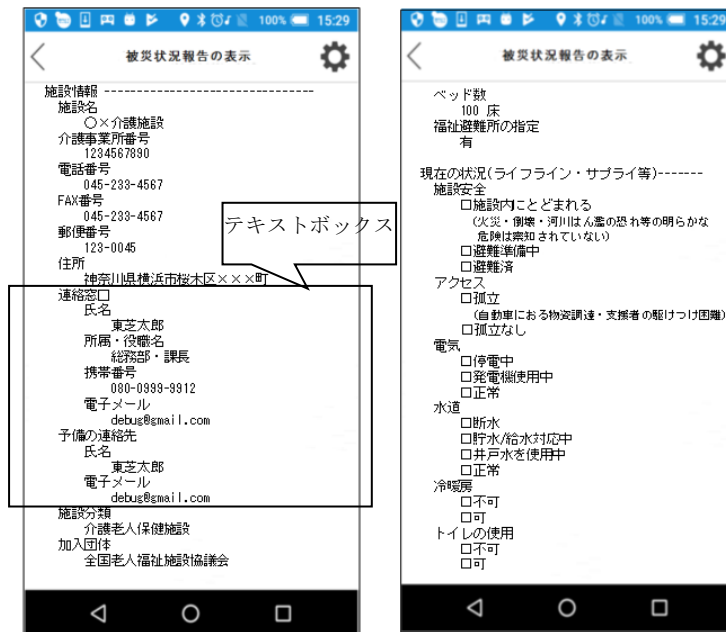 100% 15:29
被災状況報告の表示
施設情報 --------------------------------
施設名
〇×介護施設
介護事業所番号
1234567890
電話番号
045-233-4567
FAX番号
045-233-4567
郵便番号
123-0045
住所
神奈川県横浜市桜木区×××町
テキストボックス
連絡窓口
氏名
東芝太郎
所属・役職名
総務部・課長
携帯番号
080-0999-9912
電子メール
debug@gmail.com
予備の連絡先
氏名
東芝太郎
電子メール
debug@gmail.com
施設分類
介護老人保健施設
加入団体
全国老人福祉施設協議会
100% 15:29
被災状況報告の表示
ベッド数
100 床
福祉避難所の指定
有
現在の状況(ライフライン・サプライ等)-------
施設安全
□施設内にとどまれる
(火災・倒壊・河川はん濫の恐れ等の明らかな
危険は察知されていない)
□避難準備中
□避難済
アクセス
□孤立
(自動車におる物資調達・支援者の駆けつけ困難)
□孤立なし
電気
□停電中
□発電機使用中
□正常
水道
□断水
□貯水/給水対応中
□井戸水を使用中
□正常
冷暖房
□不可
□可
トイレの使用
□不可
□可